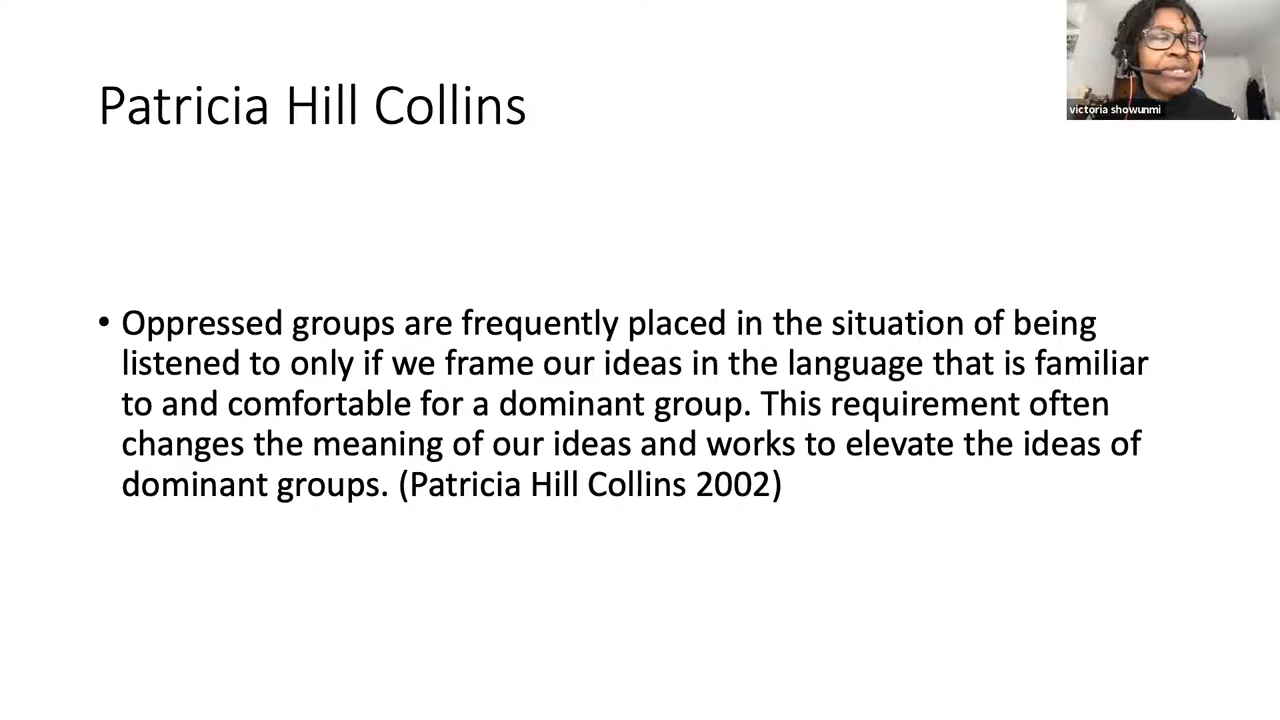 Patricia Hill Collins
victoria showunmi
• Oppressed groups are frequently placed in the situation of being
listened to only if we frame our ideas in the language that is familiar
to and comfortable for a dominant group. This requirement often
changes the meaning of our ideas and works to elevate the ideas of
dominant groups. (Patricia Hill Collins 2002)